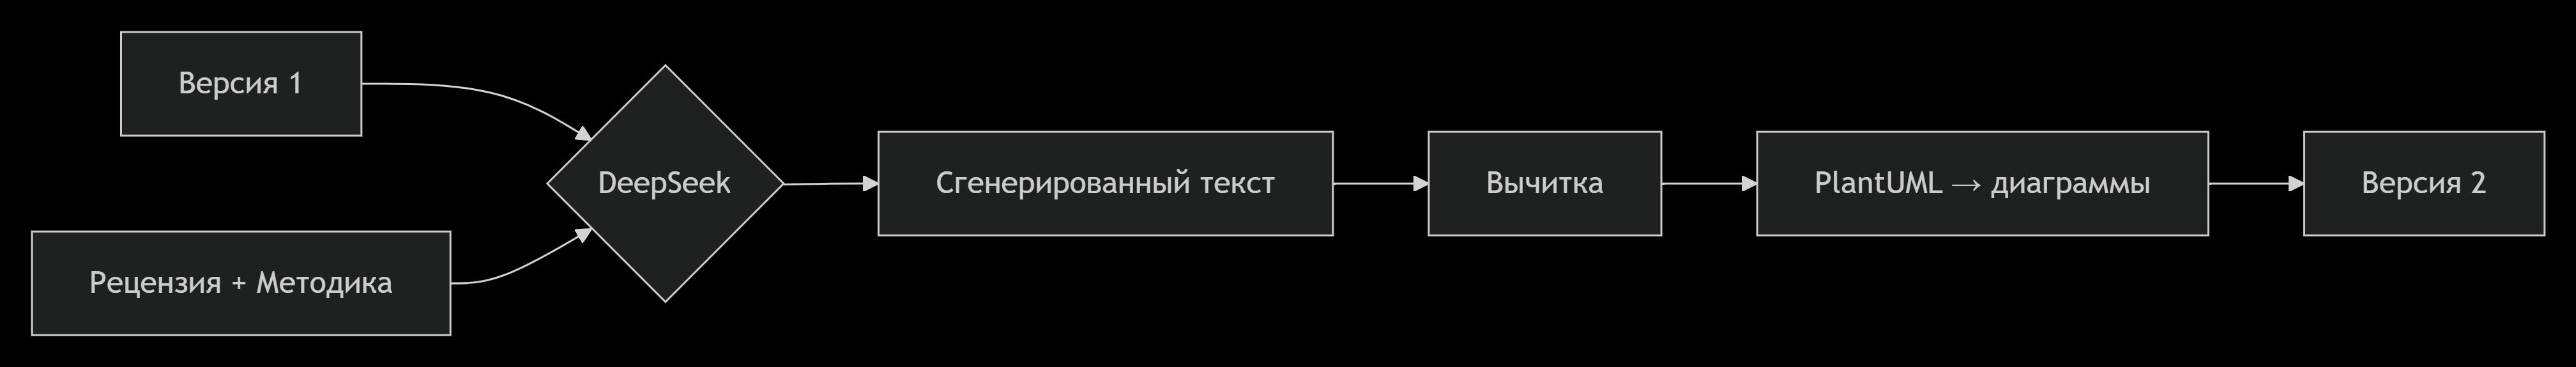 Версия 1
Рецензия + Методика
DeepSeek
Сгенерированный текст
Вычитка
PlantUML → диаграммы
Версия 2